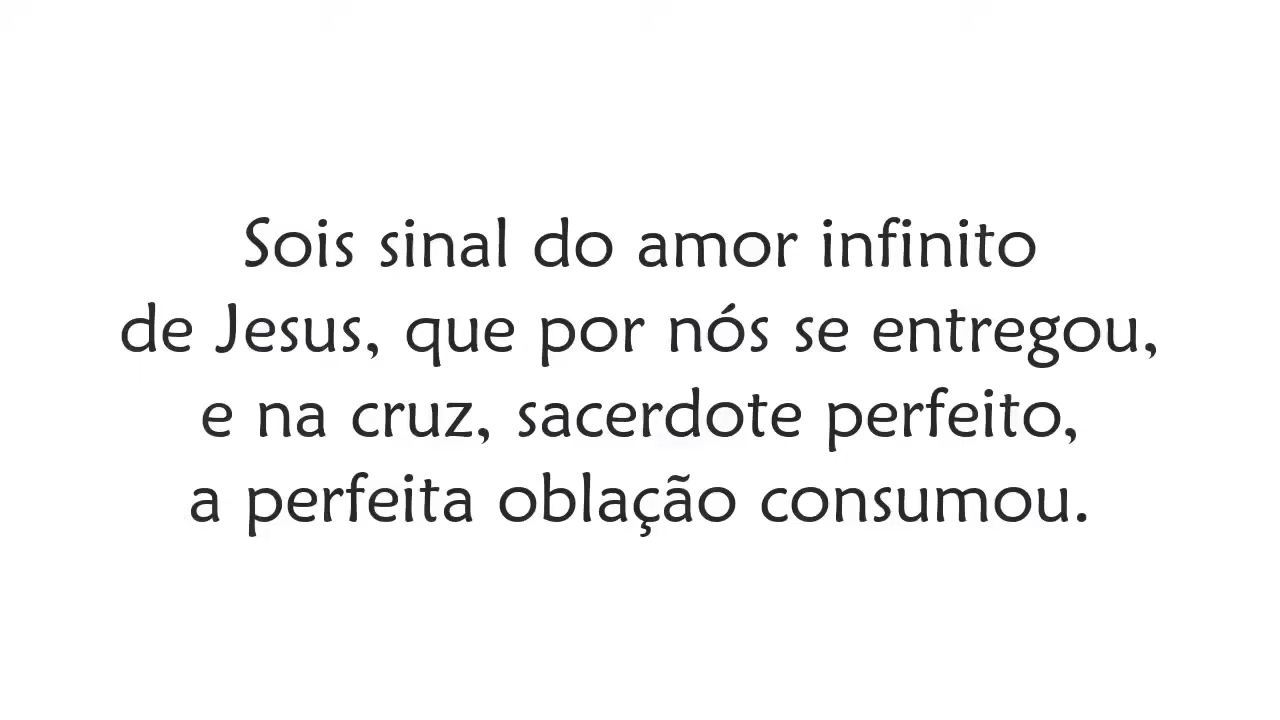 Sois sinal do amor infinito
de Jesus, que por nós se entregou,
e na cruz, sacerdote perfeito,
a perfeita oblação consumou.